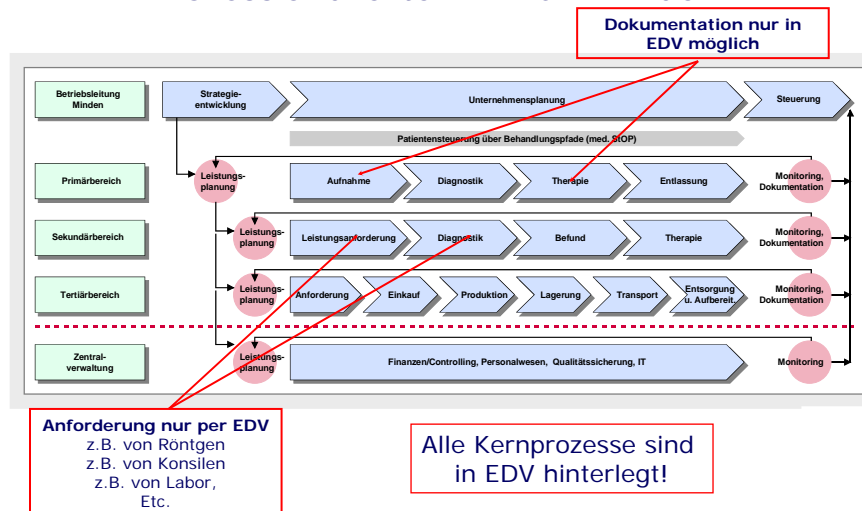 Dokumentation nur in
EDV möglich
Betriebsleitung
Minden
Strategie-
entwicklung
Unternehmensplanung
Steuerung
Patientensteuerung über Behandlungspfade (med. StOP)
Primärbereich
Leistungs-
planung
Aufnahme
Diagnostik
Therapie
Entlassung
Monitoring,
Dokumentation
Sekundärbereich
Leistungs-
planung
Leistungsanforderung
Diagnostik
Befund
Therapie
Monitoring,
Dokumentation
Tertiärbereich
Leistungs-
planung
Anforderung
Einkauf
Produktion
Lagerung
Transport
Entsorgung
u. Aufbereit.
Monitoring,
Dokumentation
Zentral-
verwaltung
Leistungs-
planung
Finanzen/Controlling, Personalwesen, Qualitätssicherung, IT
Monitoring
Anforderung nur per EDV
z.B. von Röntgen
z.B. von Konsilen
z.B. von Labor,
Etc.
Alle Kernprozesse sind
in EDV hinterlegt!